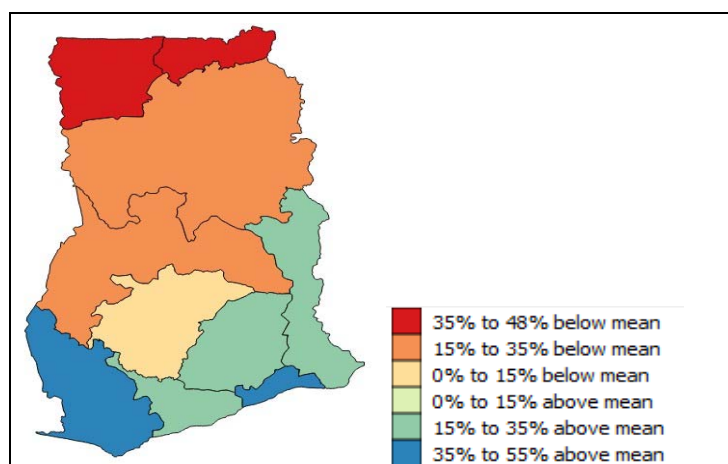 35% to 48% below mean
15% to 35% below mean
0% to 15% below mean
0% to 15% above mean
15% to 35% above mean
35% to 55% above mean